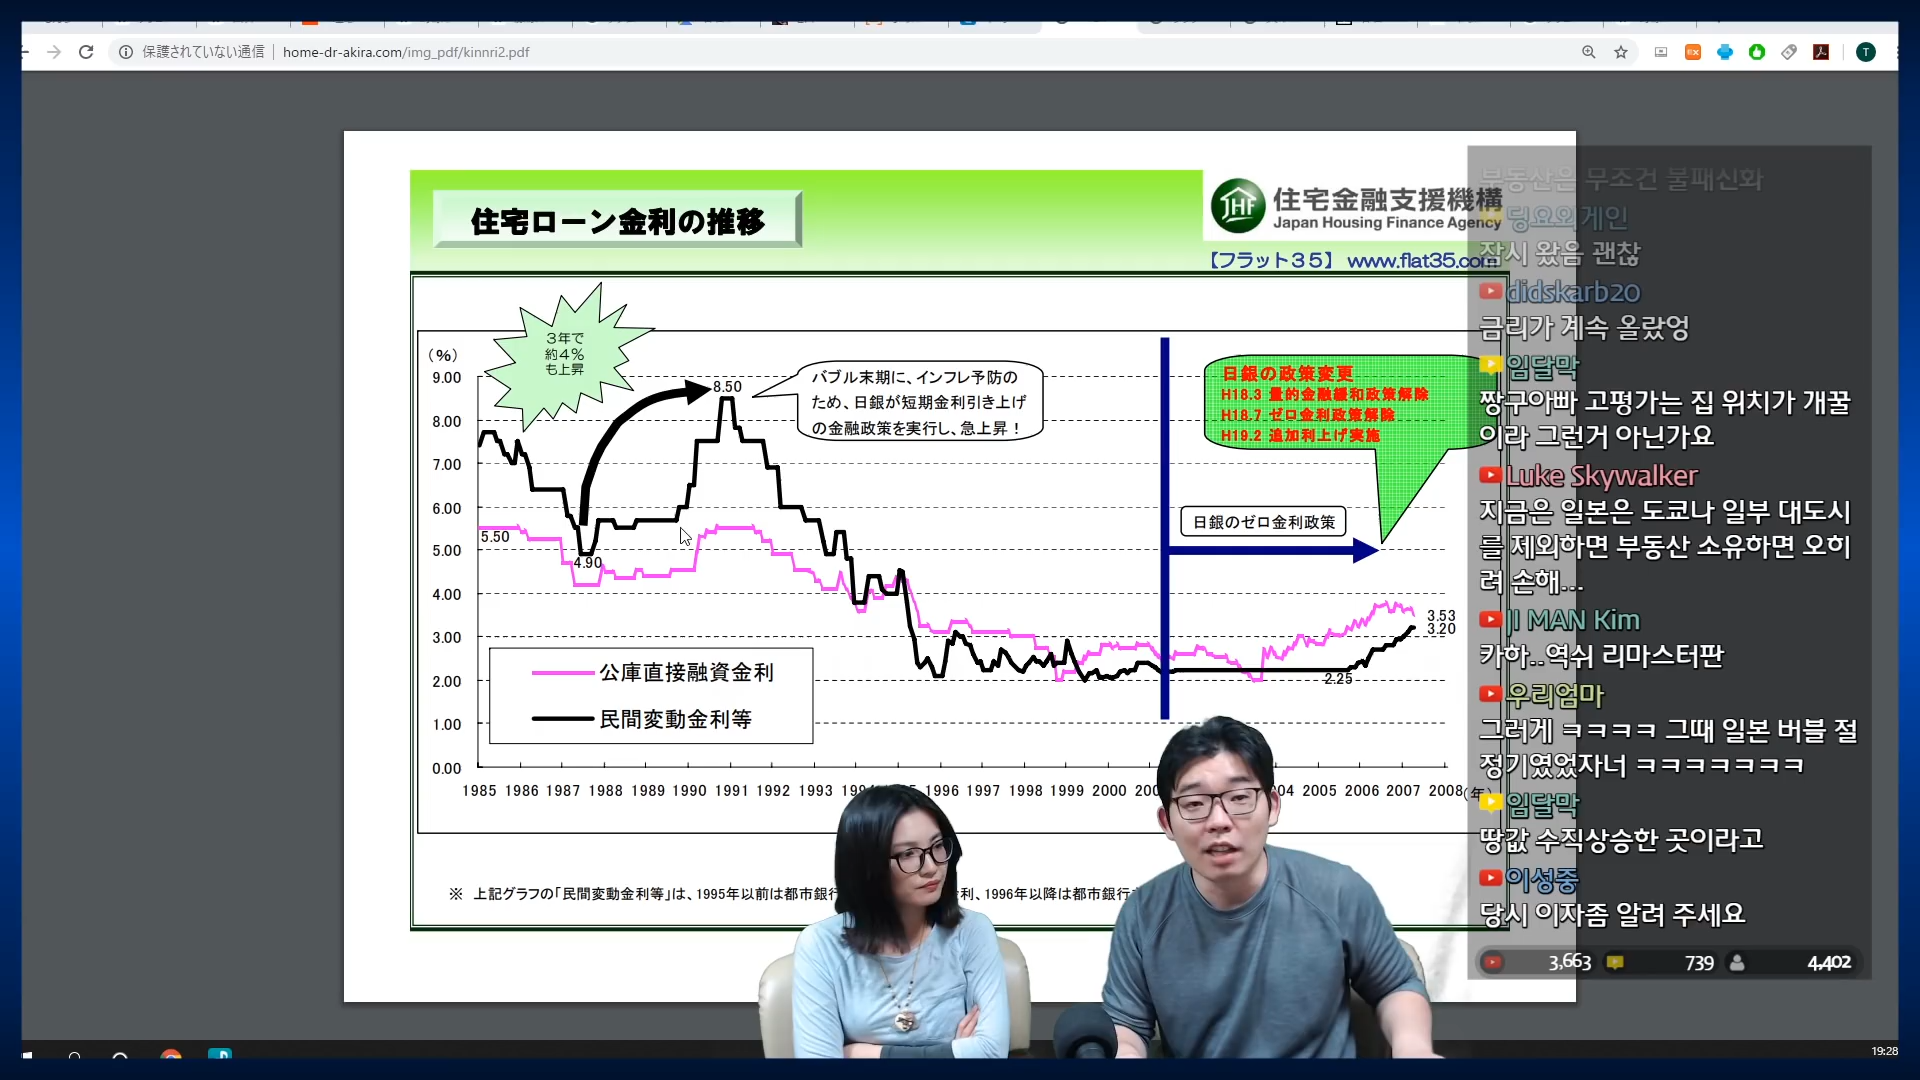 保護されていない通信
home-dr-akira.com/img_pdf/kinnri2.pdf
T
住宅ローン金利の推移
JHF
住宅金融支援機構
Japan Housing Finance Agency
【フラット３５】 www.flat35.com
３年で
約４％
も上昇
（%）
9.00
8.00
7.00
6.00
5.00
4.00
3.00
2.00
1.00
0.00
8.50
5.50
4.90
バブル末期に、インフレ予防の
ため、日銀が短期金利引き上げ
の金融政策を実行し、急上昇！
日銀の政策変更
H18.3 量的金融緩和政策解除
H18.7 ゼロ金利政策解除
H19.2 追加利上げ実施
日銀のゼロ金利政策
3.53
3.20
2.25
公庫直接融資金利
民間変動金利等
1985 1986 1987 1988 1989 1990 1991 1992 1993 1996 1997 1998 1999 2000 2005 2006 2007 2008(年)
※ 上記グラフの「民間変動金利等」は、1995年以前は都市銀行
利、1996年以降は都市銀行
부동산은 무조건 불패신화
딩요외계인
잠시 왔음 괜찮
didskarb20
금리가 계속 올랐엉
임달막
짱구아빠 고평가는 집 위치가 개꿀
이라 그런거 아닌가요
Luke Skywalker
지금은 일본은 도쿄나 일부 대도시
를 제외하면 부동산 소유하면 오히
려 손해...
JI MAN Kim
카하..역쉬 리마스터판
우리엄마
그러게 ㅋㅋㅋㅋ 그때 일본 버블 절
정기였었자너 ㅋㅋㅋㅋㅋㅋㅋ
임달막
땅값 수직상승한 곳이라고
이성중
당시 이자좀 알려 주세요
3,663 739 4,402
19:28